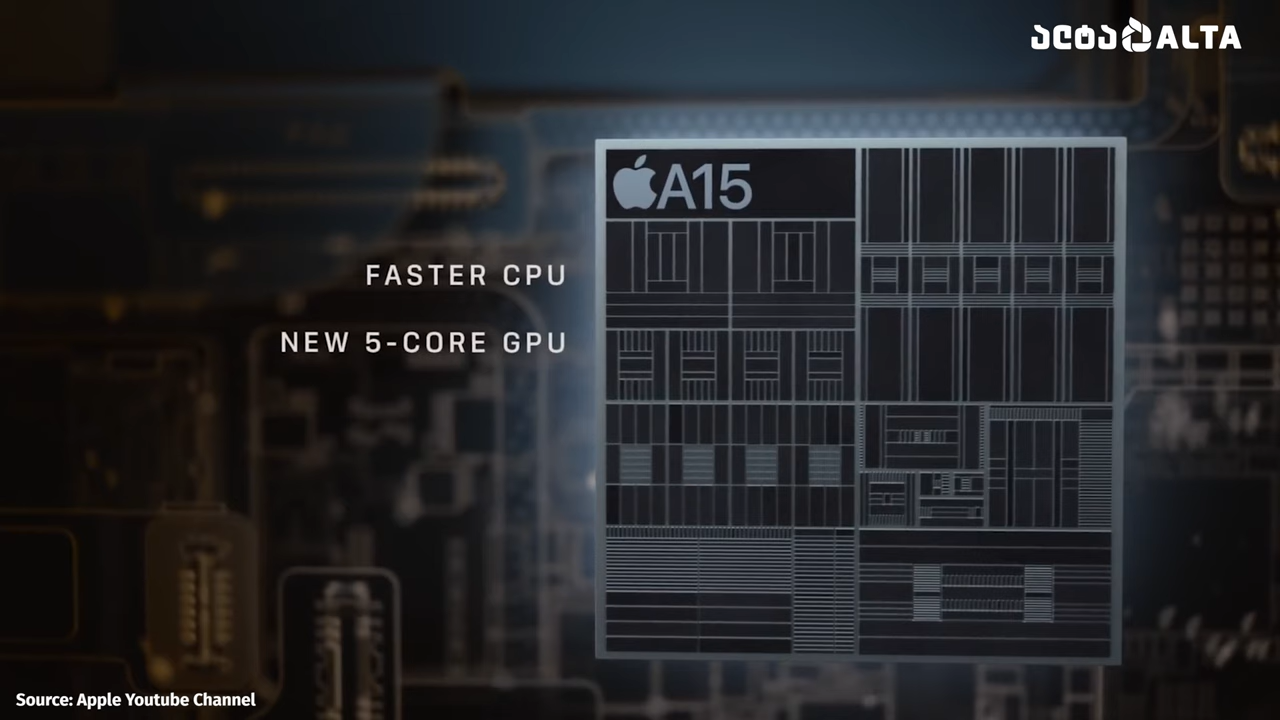 ალტა ALTA
A15
FASTER CPU
NEW 5-CORE GPU
Source: Apple Youtube Channel